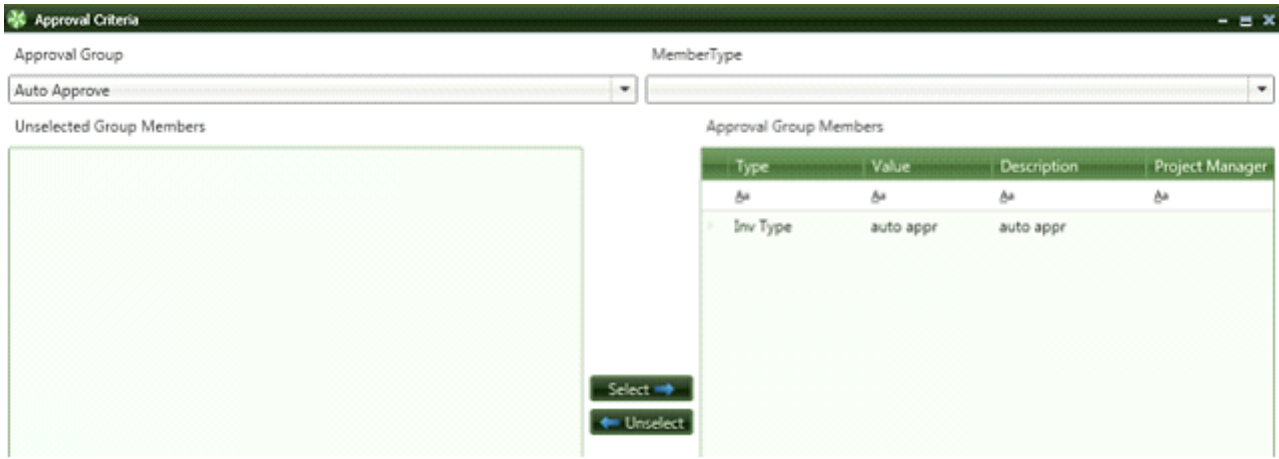 Approval Criteria
Approval Group
MemberType
Auto Approve
Unselected Group Members
Approval Group Members
Type Value Description Project Manager
Aa Aa Aa Aa
Inv Type auto appr auto appr
Select
Unselect